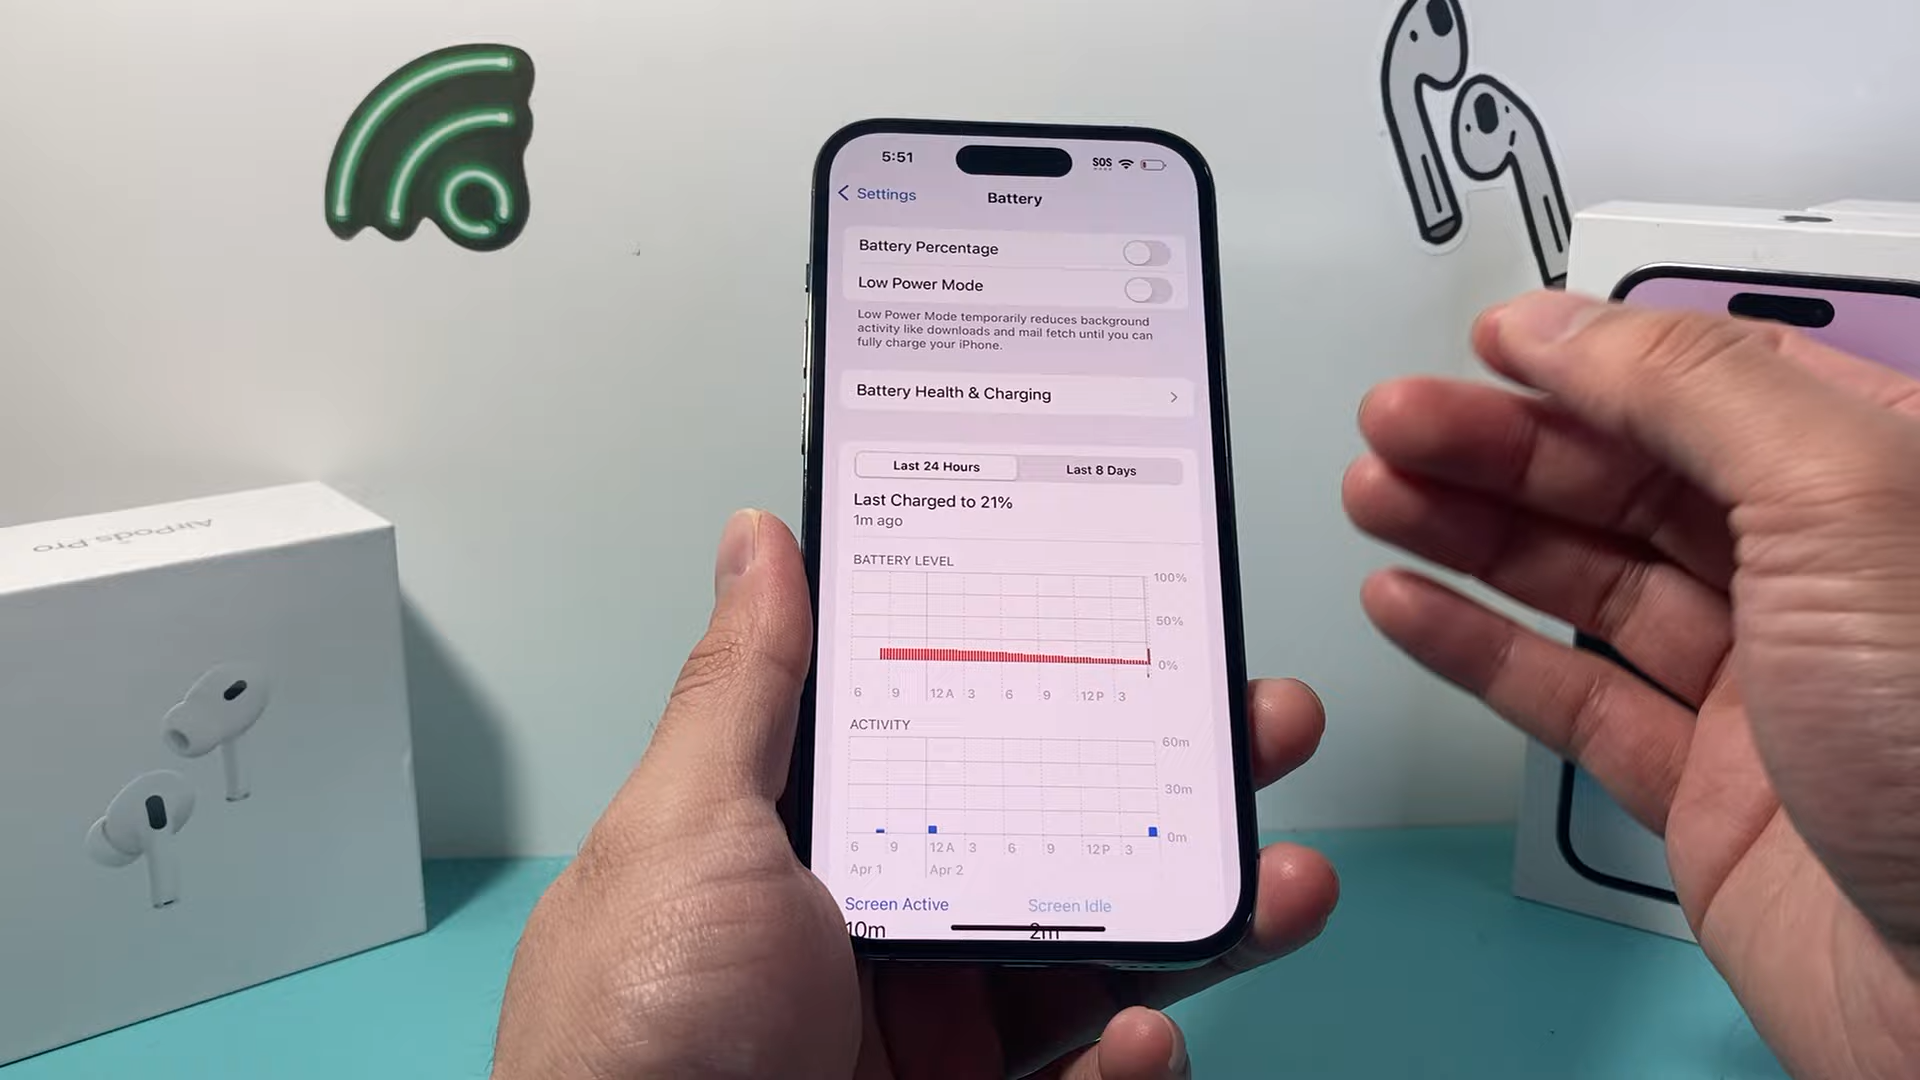 5:51
SOS
Settings
Battery
Battery Percentage
Low Power Mode
Low Power Mode temporarily reduces background
activity like downloads and mail fetch until you can
fully charge your iPhone.
Battery Health & Charging
Last 24 Hours
Last 8 Days
Last Charged to 21%
1m ago
BATTERY LEVEL
100%
50%
0%
6 9 12 A 3 6 9 12 P 3
ACTIVITY
60m
30m
0m
6 9 12 A 3 6 9 12 P 3
Apr 1 Apr 2
Screen Active
Screen Idle
10m
2m
AirPods Pro